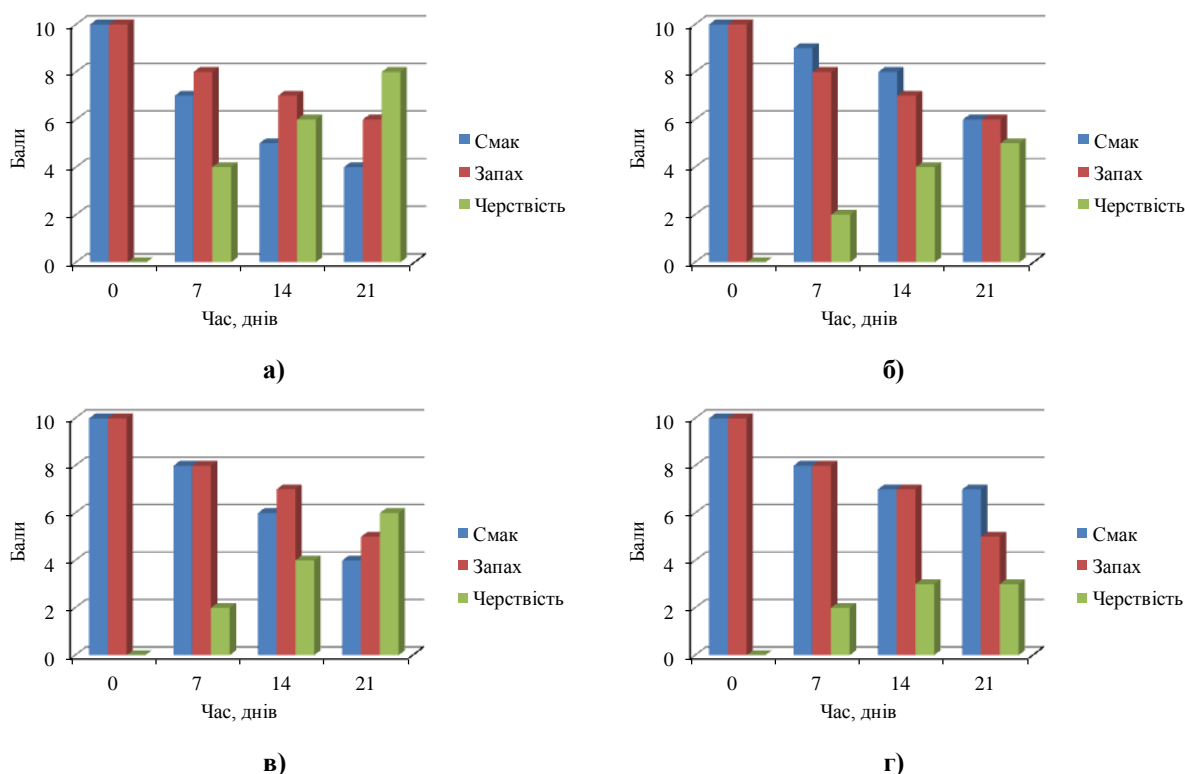 10
8
6
4
2
0
Бали
0 7 14 21
Час, днів
Смак
Запах
Черствість
а)
10
8
6
4
2
0
Бали
0 7 14 21
Час, днів
Смак
Запах
Черствість
б)
10
8
6
4
2
0
Бали
0 7 14 21
Час, днів
Смак
Запах
Черствість
в)
10
8
6
4
2
0
Бали
0 7 14 21
Час, днів
Смак
Запах
Черствість
г)